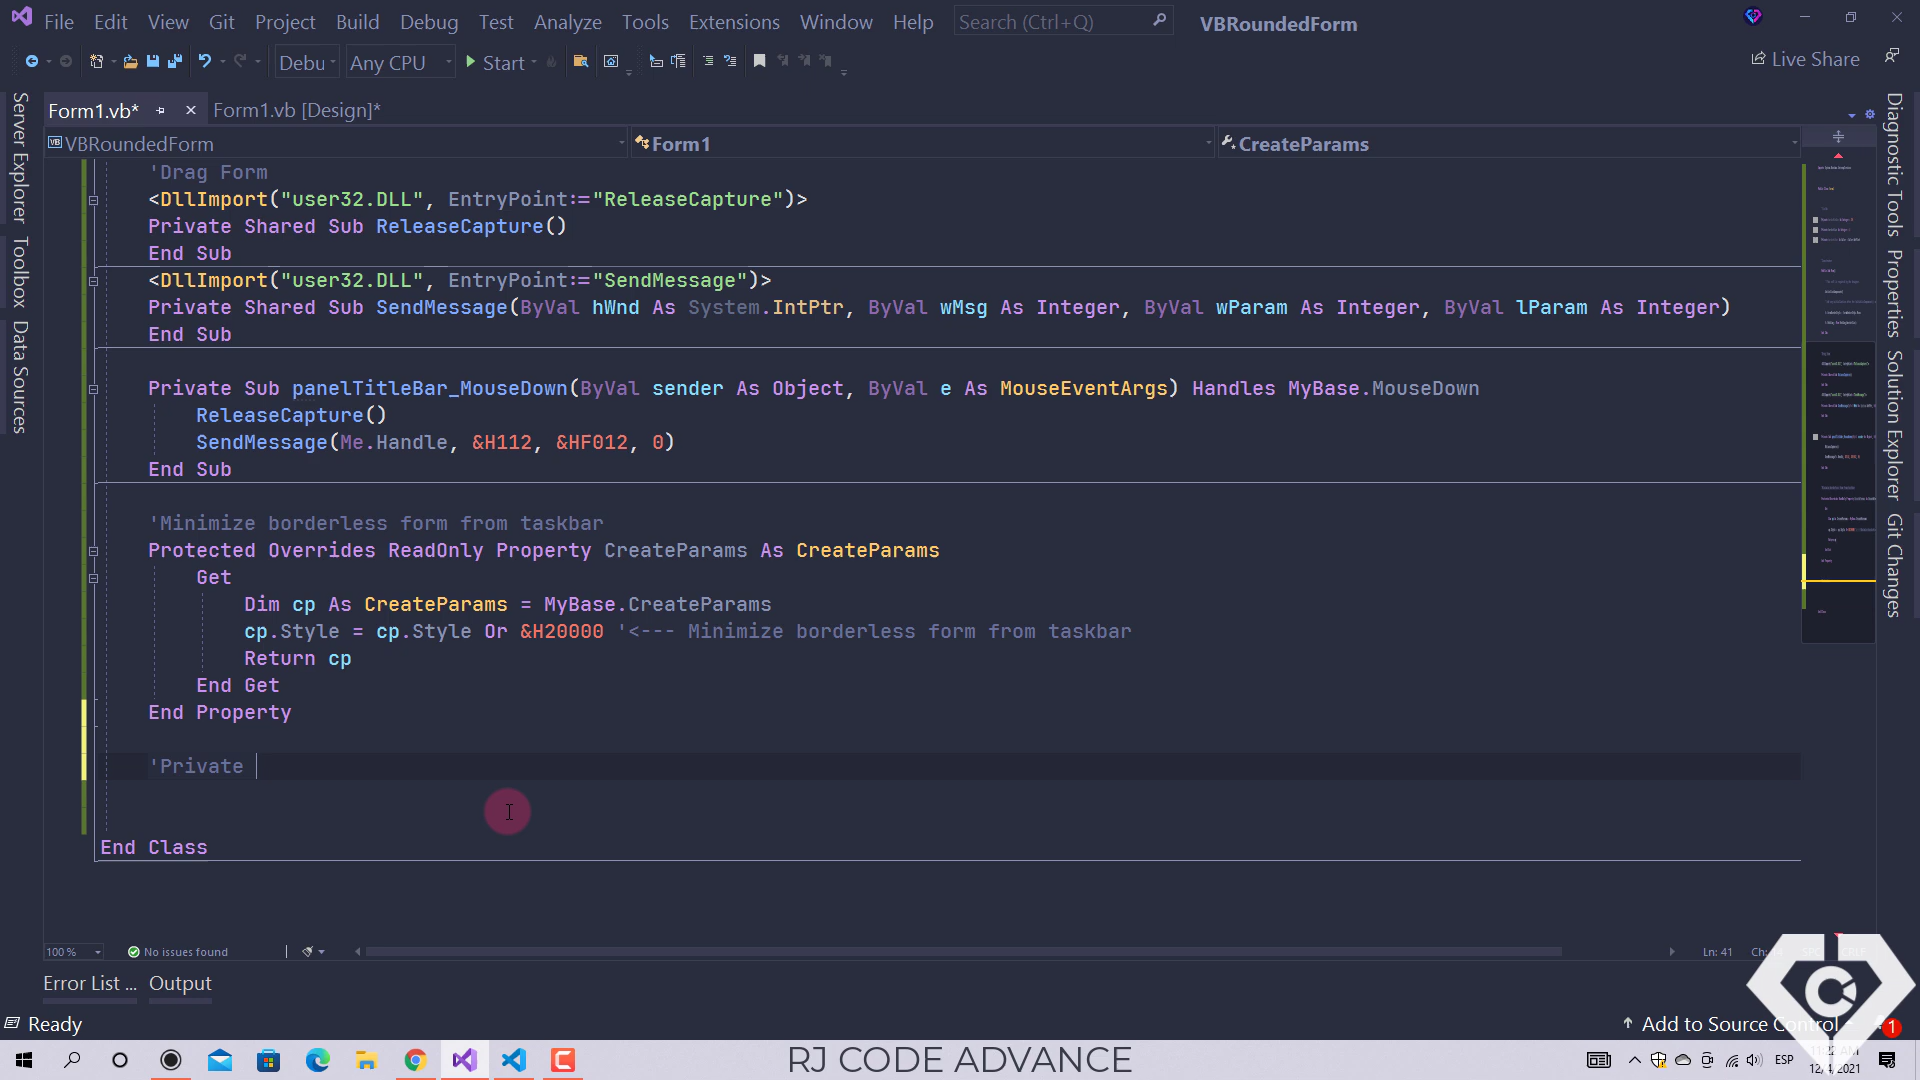 File Edit View Git Project Build Debug Test Analyze Tools Extensions Window Help Search (Ctrl+Q) VBRoundedForm
Debu Any CPU Start Live Share
Form1.vb* Form1.vb [Design]*
VBRoundedForm Form1 CreateParams
Server Explorer
Toolbox
Data Sources
'Drag Form
<DllImport("user32.DLL", EntryPoint:="ReleaseCapture")>
Private Shared Sub ReleaseCapture()
End Sub
<DllImport("user32.DLL", EntryPoint:="SendMessage")>
Private Shared Sub SendMessage(ByVal hWnd As System.IntPtr, ByVal wMsg As Integer, ByVal wParam As Integer, ByVal lParam As Integer)
End Sub
Private Sub panelTitleBar_MouseDown(ByVal sender As Object, ByVal e As MouseEventArgs) Handles MyBase.MouseDown
ReleaseCapture()
SendMessage(Me.Handle, &H112, &HF012, 0)
End Sub
'Minimize borderless form from taskbar
Protected Overrides ReadOnly Property CreateParams As CreateParams
Get
Dim cp As CreateParams = MyBase.CreateParams
cp.Style = cp.Style Or &H20000 '<--- Minimize borderless form from taskbar
Return cp
End Get
End Property
'Private
End Class
Diagnostic Tools
Properties
Solution Explorer
Git Changes
100 % No issues found Ln: 41
Error List ... Output
Ready Add to Source Control 1
RJ CODE ADVANCE
ESP
12/4/2021